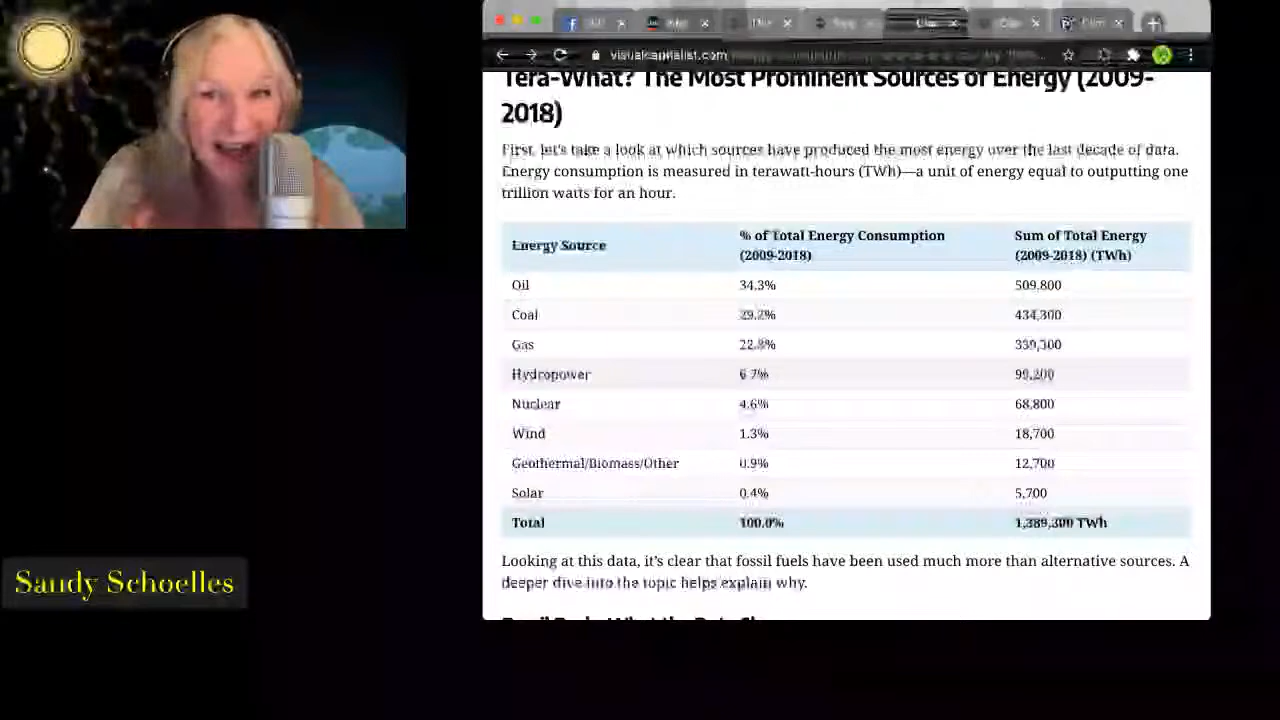 visualcapitalist.com
Tera-What? The Most Prominent Sources of Energy (2009-
2018)
First, let's take a look at which sources have produced the most energy over the last decade of data.
Energy consumption is measured in terawatt-hours (TWh)—a unit of energy equal to outputting one
trillion watts for an hour.
Energy Source
% of Total Energy Consumption
(2009-2018)
Sum of Total Energy
(2009-2018) (TWh)
Oil 34.3% 509,800
Coal 29.2% 434,300
Gas 22.8% 339,300
Hydropower 6.7% 99,200
Nuclear 4.6% 68,800
Wind 1.3% 18,700
Geothermal/Biomass/Other 0.9% 12,700
Solar 0.4% 5,700
Total 100.0% 1,389,300 TWh
Looking at this data, it's clear that fossil fuels have been used much more than alternative sources. A
deeper dive into the topic helps explain why.
Sandy Schoelles